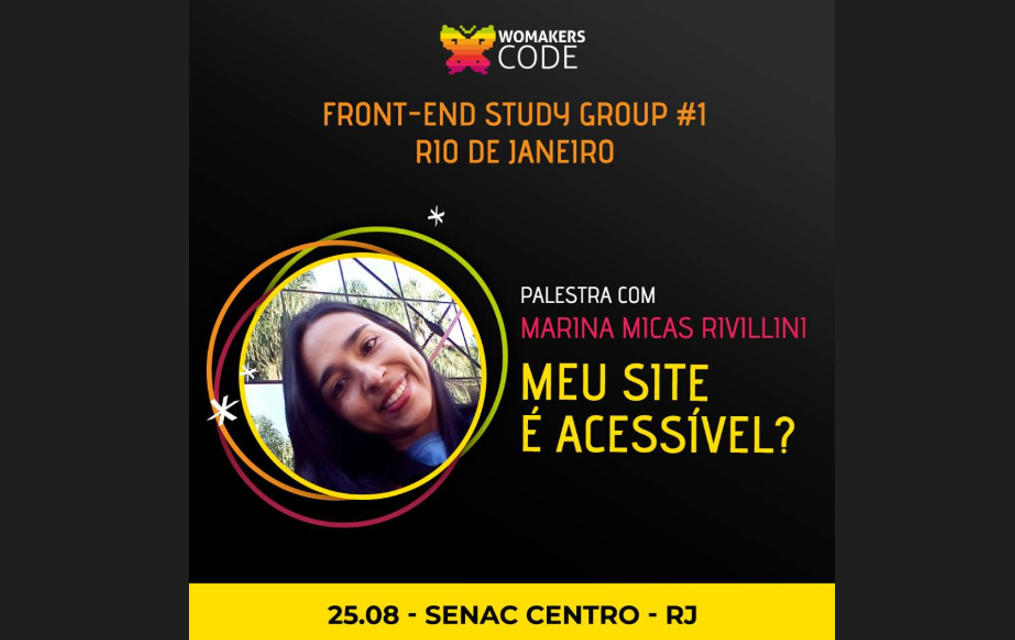 WOMAKERS
CODE
FRONT-END STUDY GROUP #1
RIO DE JANEIRO
PALESTRA COM
MARINA MICAS RIVILLINI
MEU SITE
É ACESSÍVEL?
25.08 - SENAC CENTRO - RJ